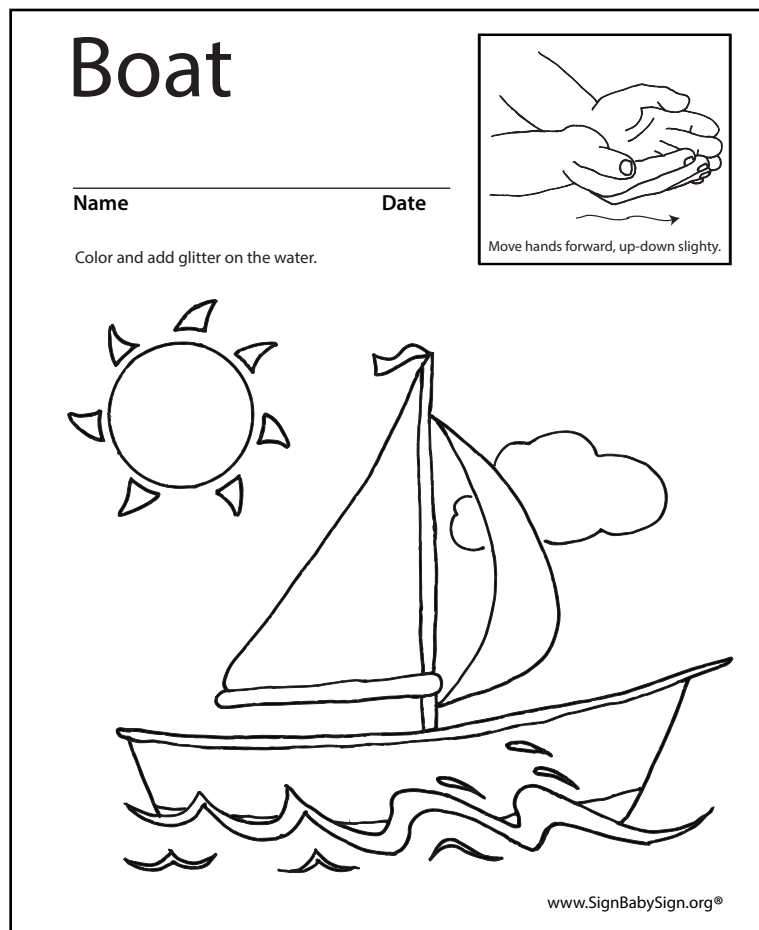 Boat
Name Date
Color and add glitter on the water.
Move hands forward, up-down slighty.
www.SignBabySign.org®